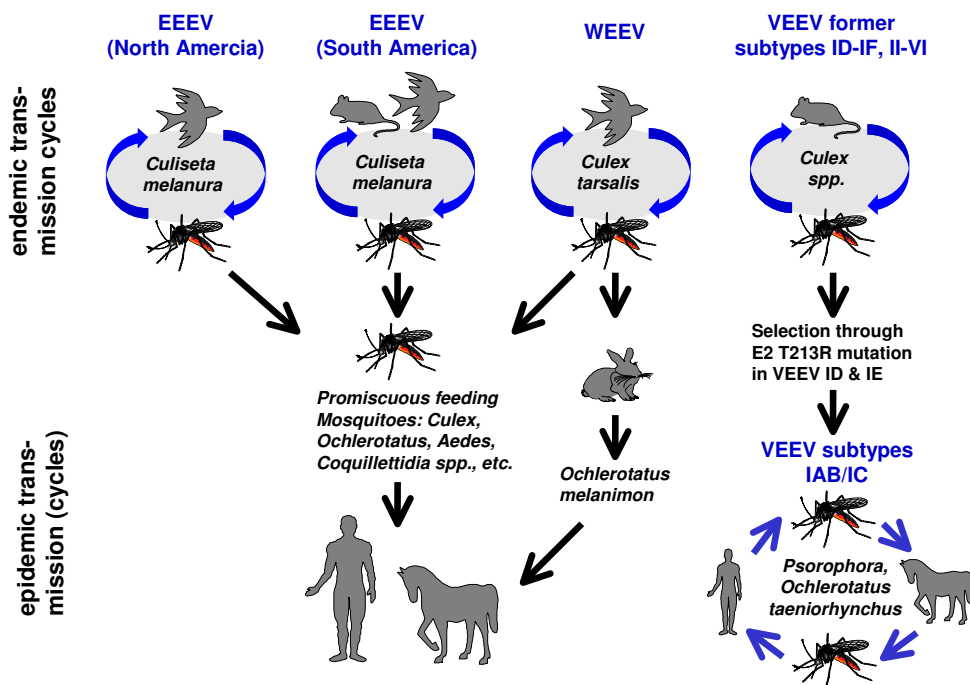 EEEV
(North Amercia)
EEEV
(South America)
WEEV
VEEV former
subtypes ID-IF, II-VI
endemic trans-
mission cycles
Culiseta
melanura
Culiseta
melanura
Culex
tarsalis
Culex
spp.
Selection through
E2 T213R mutation
in VEEV ID & IE
epidemic trans-
mission (cycles)
Promiscuous feeding
Mosquitoes: Culex,
Ochlerotatus, Aedes,
Coquillettidia spp., etc.
Ochlerotatus
melanimon
VEEV subtypes
IAB/IC
Psorophora,
Ochlerotatus
taeniorhynchus